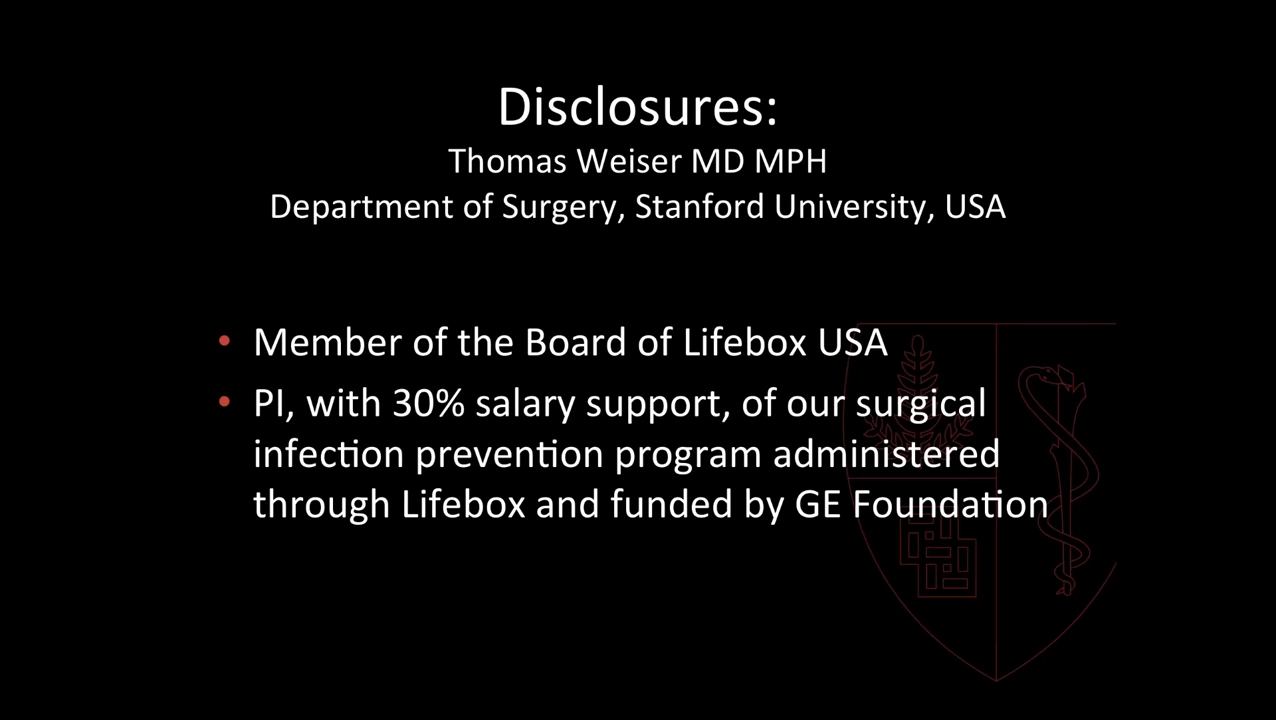 Disclosures:
Thomas Weiser MD MPH
Department of Surgery, Stanford University, USA
• Member of the Board of Lifebox USA
• PI, with 30% salary support, of our surgical
infection prevention program administered
through Lifebox and funded by GE Foundation